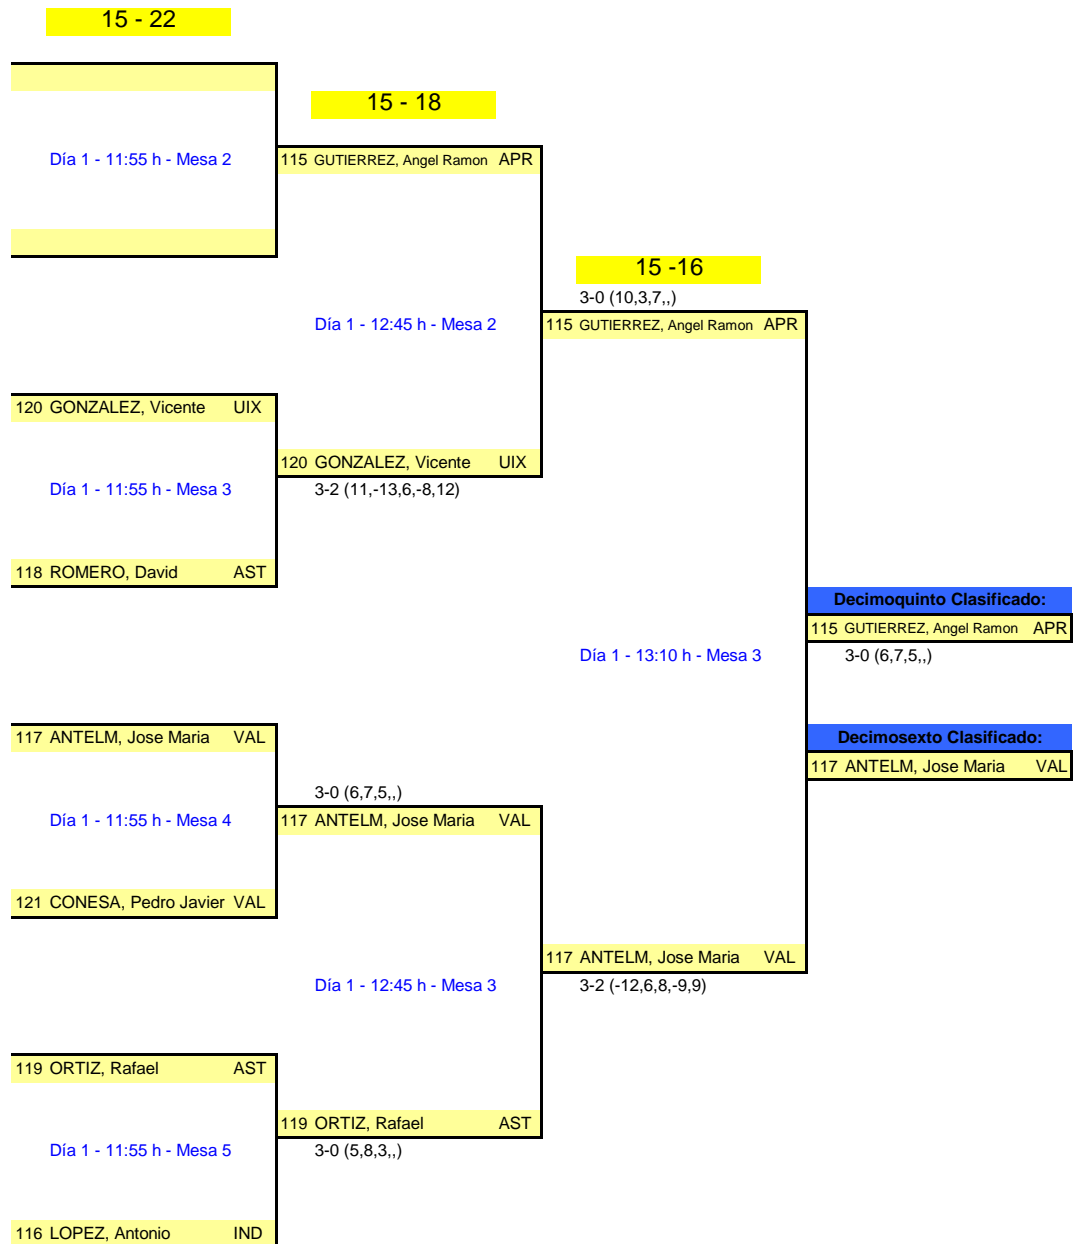 15 - 22
15 - 18
Día 1 - 11:55 h - Mesa 2
115 GUTIERREZ, Angel Ramon APR
15 -16
3-0 (10,3,7,,)
Día 1 - 12:45 h - Mesa 2
115 GUTIERREZ, Angel Ramon APR
120 GONZALEZ, Vicente UIX
120 GONZALEZ, Vicente UIX
Día 1 - 11:55 h - Mesa 3
3-2 (11,-13,6,-8,12)
118 ROMERO, David AST
Decimoquinto Clasificado:
115 GUTIERREZ, Angel Ramon APR
Día 1 - 13:10 h - Mesa 3
3-0 (6,7,5,,)
117 ANTELM, Jose Maria VAL
Decimosexto Clasificado:
117 ANTELM, Jose Maria VAL
3-0 (6,7,5,,)
Día 1 - 11:55 h - Mesa 4
117 ANTELM, Jose Maria VAL
121 CONESA, Pedro Javier VAL
117 ANTELM, Jose Maria VAL
Día 1 - 12:45 h - Mesa 3
3-2 (-12,6,8,-9,9)
119 ORTIZ, Rafael AST
119 ORTIZ, Rafael AST
Día 1 - 11:55 h - Mesa 5
3-0 (5,8,3,,)
116 LOPEZ, Antonio IND